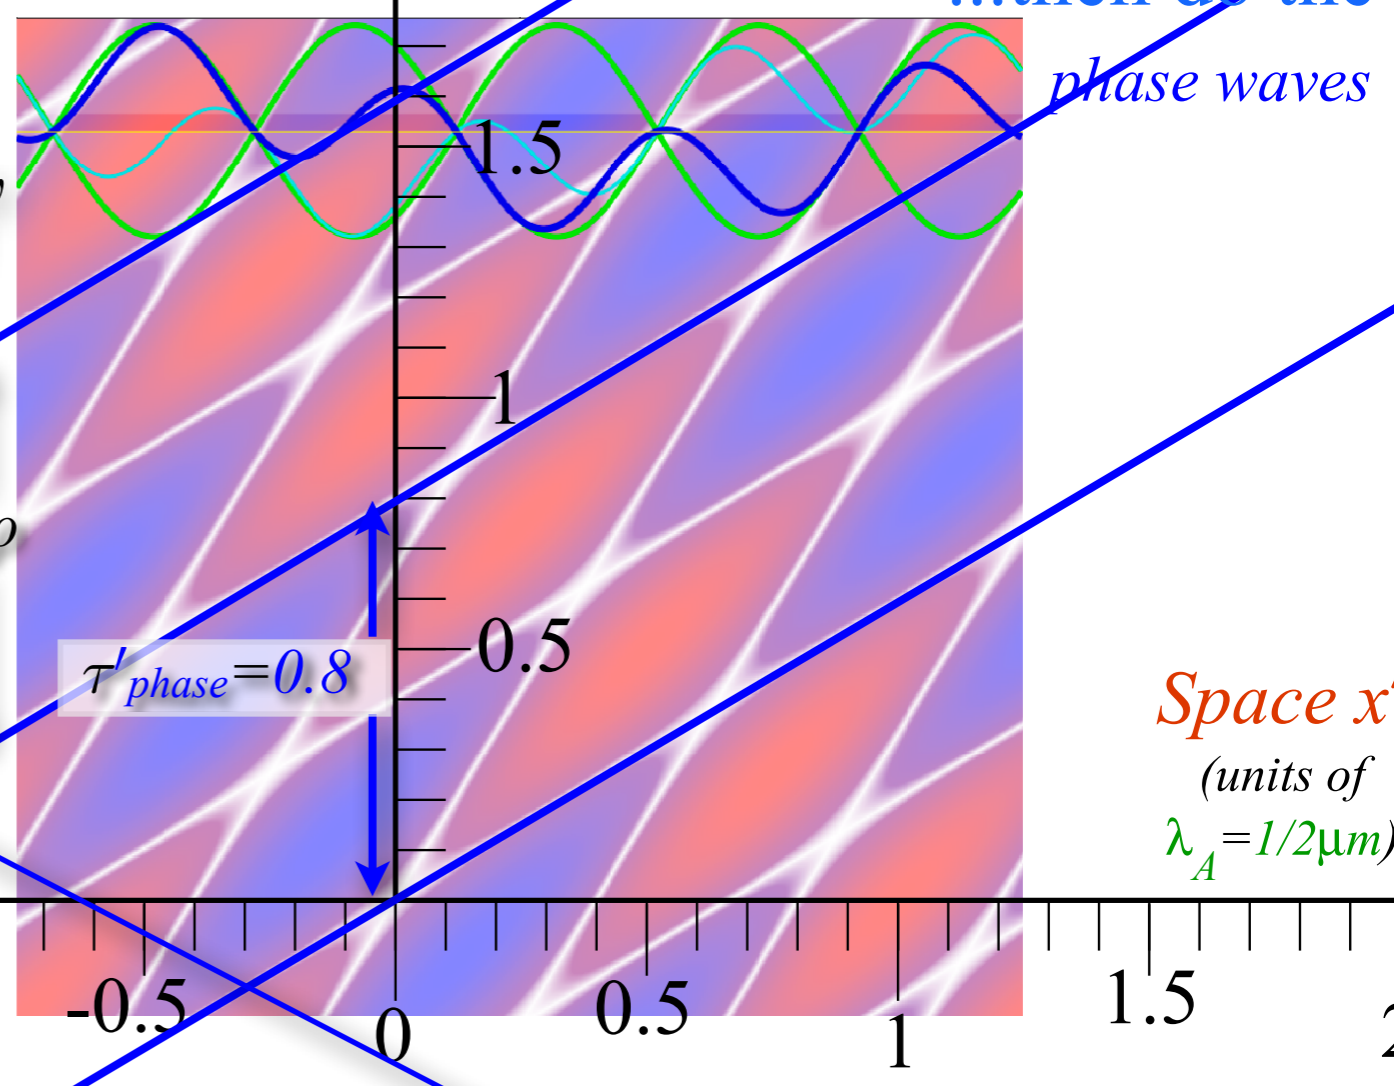 phase waves
1.5
1
0.5
τ′phase=0.8
Space x'
(units of
λA=1/2μm)
-0.5
0
0.5
1
1.5